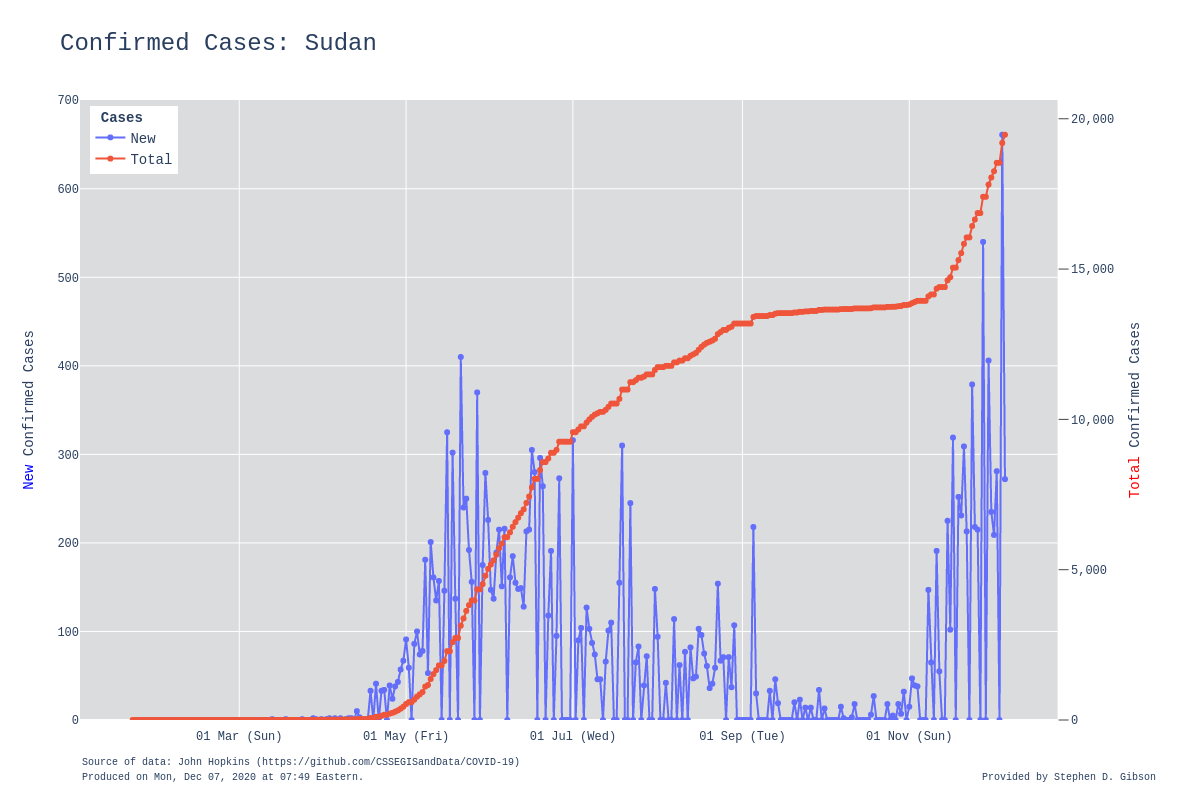 Confirmed Cases: Sudan
Cases
New
Total
700
600
500
400
300
200
100
0
20,000
15,000
10,000
5,000
0
New Confirmed Cases
Total Confirmed Cases
01 Mar (Sun)
01 May (Fri)
01 Jul (Wed)
01 Sep (Tue)
01 Nov (Sun)
Source of data: John Hopkins (https://github.com/CSSEGISandData/COVID-19)
Produced on Mon, Dec 07, 2020 at 07:49 Eastern.
Provided by Stephen D. Gibson